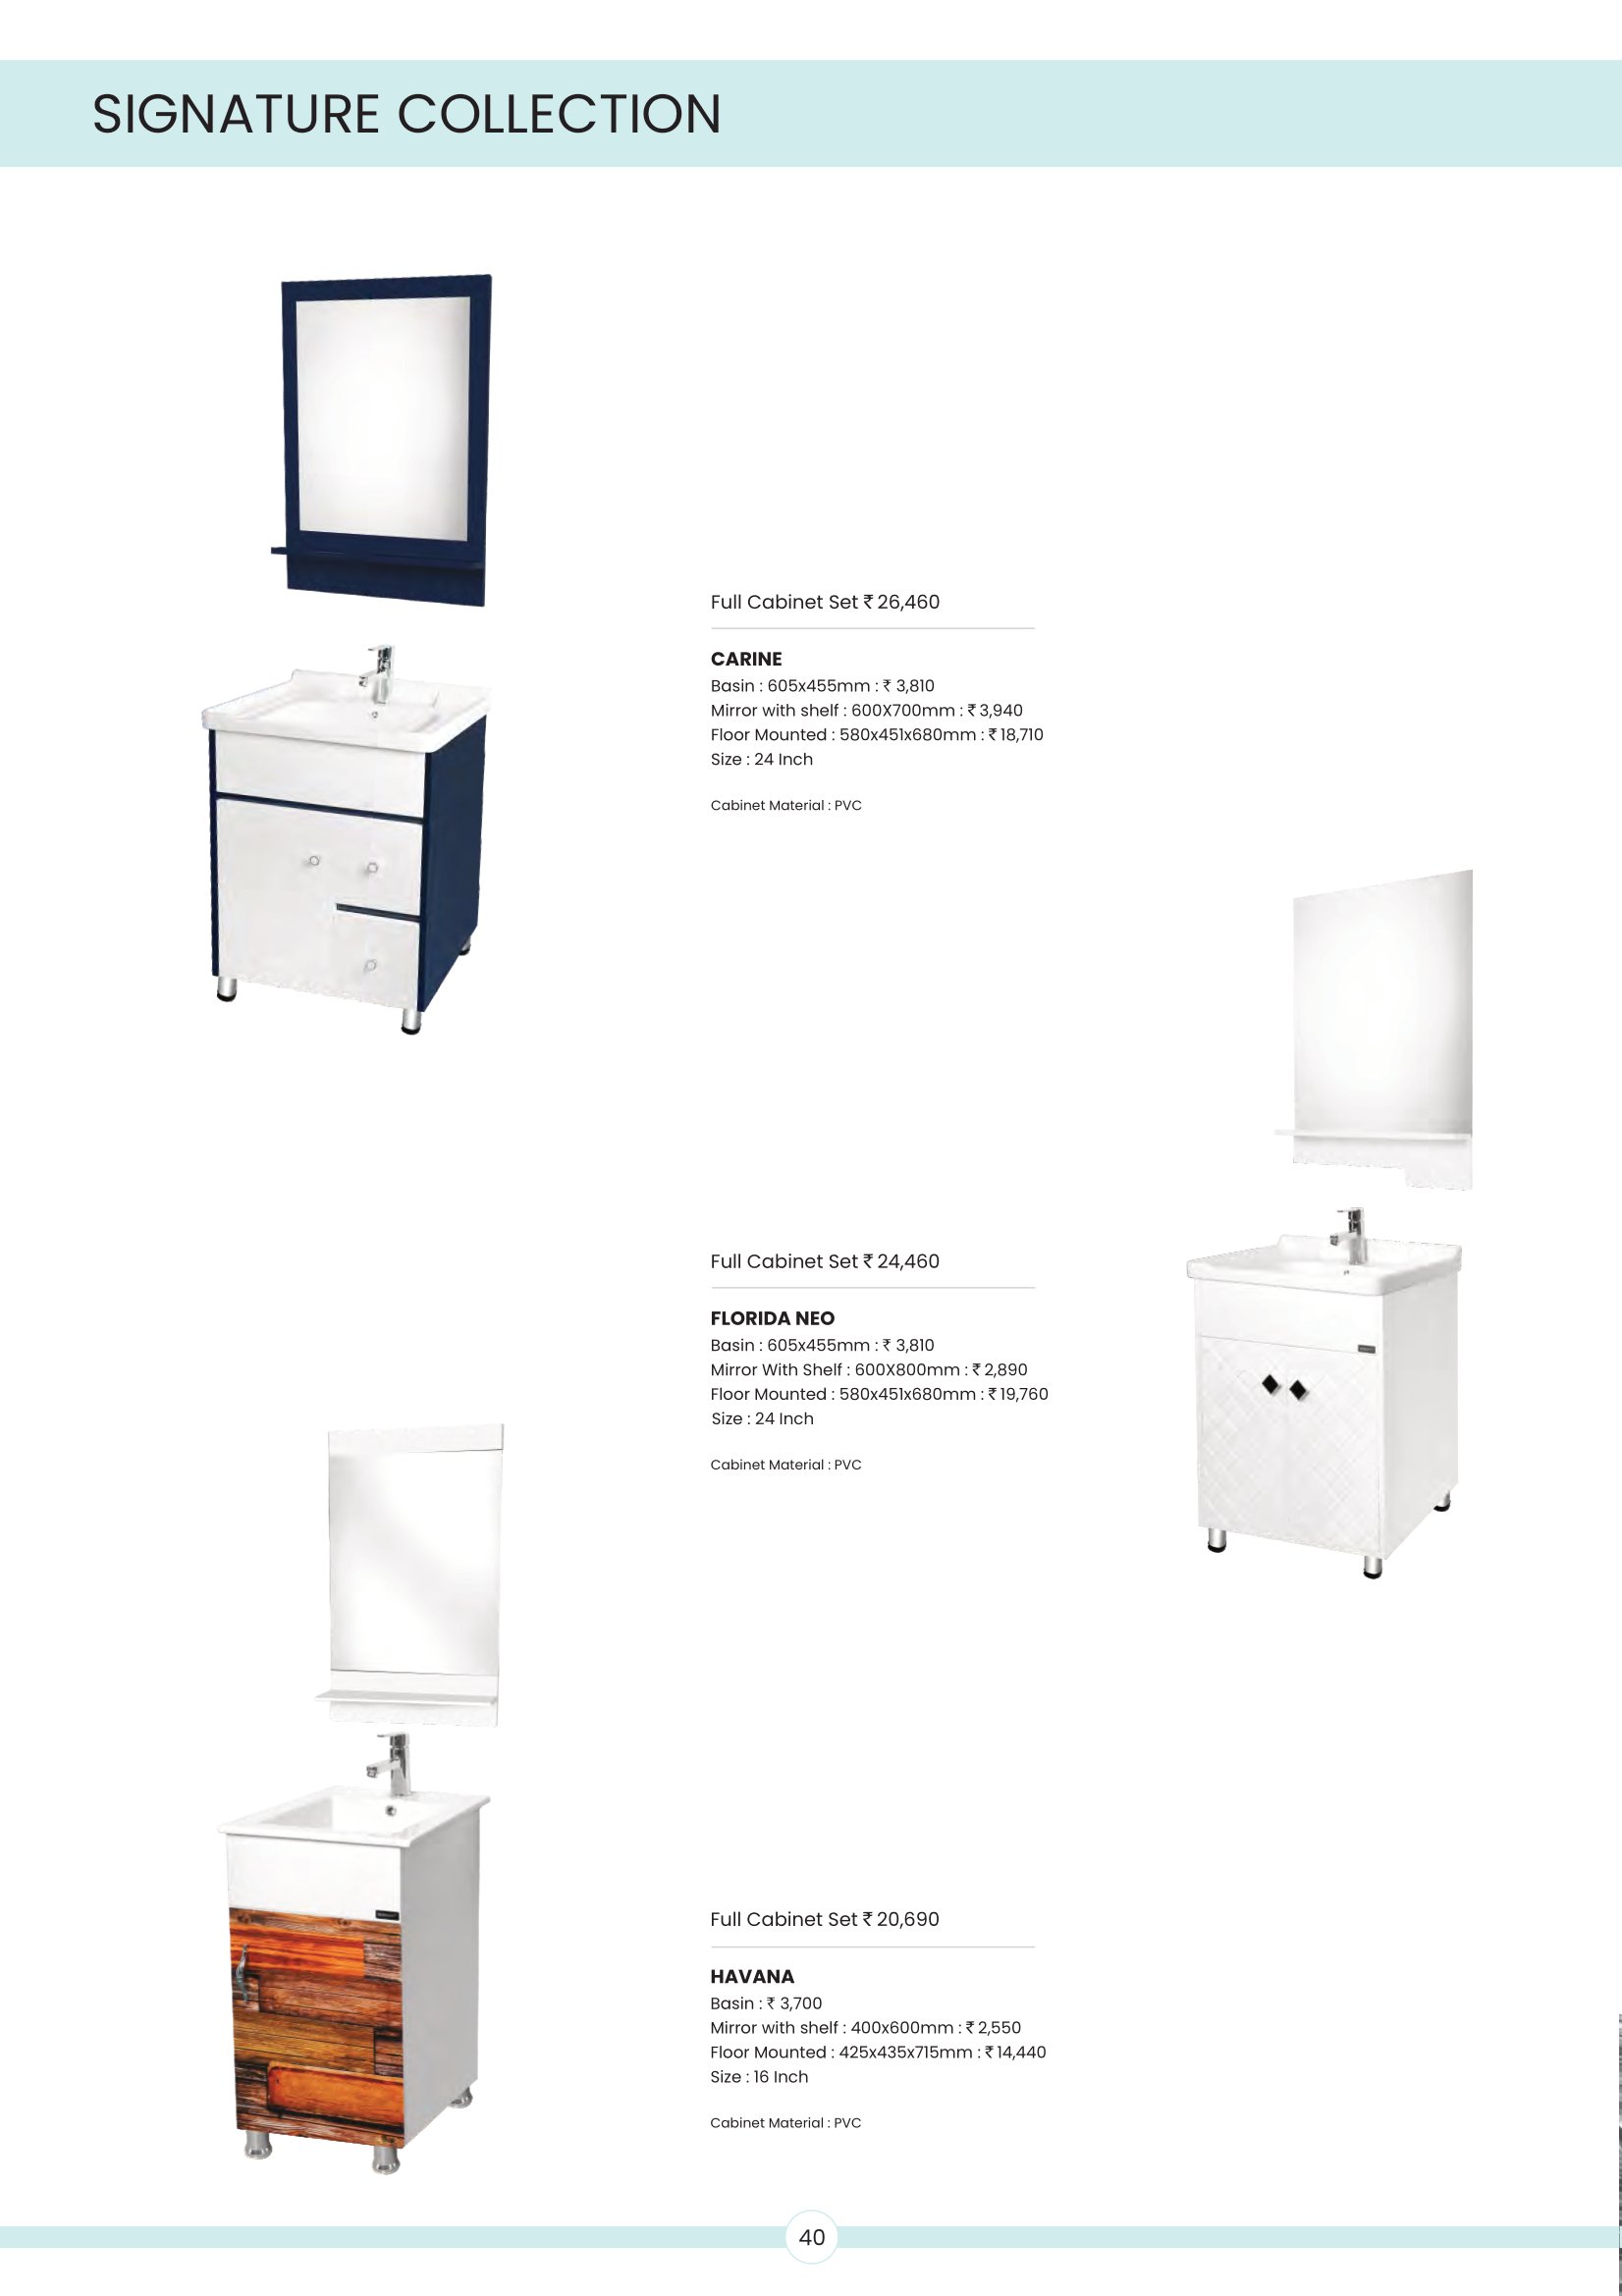 SIGNATURE COLLECTION
Full Cabinet Set ₹ 26,460
CARINE
Basin : 605x455mm : ₹ 3,810
Mirror with shelf : 600X700mm : ₹ 3,940
Floor Mounted : 580x451x680mm : ₹ 18,710
Size : 24 Inch
Cabinet Material : PVC
Full Cabinet Set ₹ 24,460
FLORIDA NEO
Basin : 605x455mm : ₹ 3,810
Mirror With Shelf : 600X800mm : ₹ 2,890
Floor Mounted : 580x451x680mm : ₹ 19,760
Size : 24 Inch
Cabinet Material : PVC
Full Cabinet Set ₹ 20,690
HAVANA
Basin : ₹ 3,700
Mirror with shelf : 400x600mm : ₹ 2,550
Floor Mounted : 425x435x715mm : ₹ 14,440
Size : 16 Inch
Cabinet Material : PVC
40